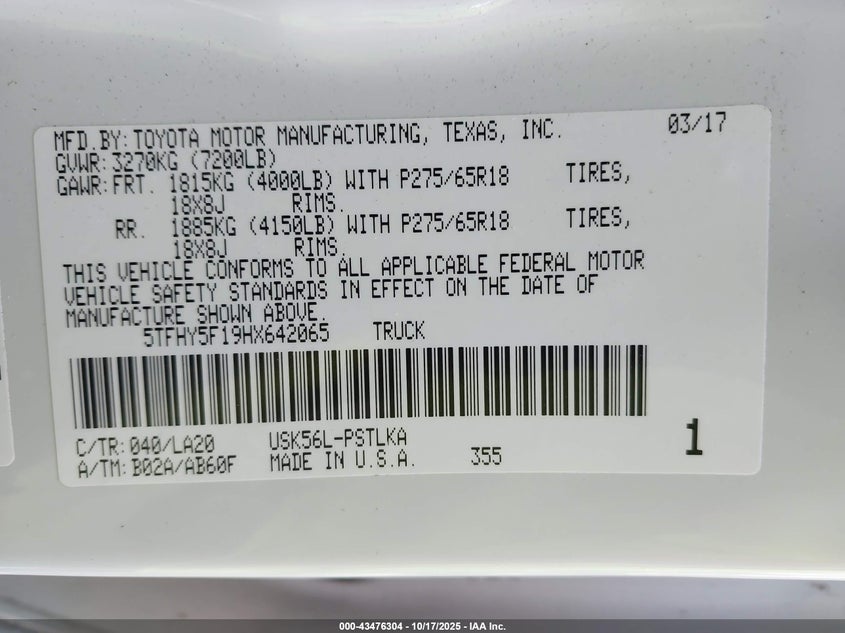 MFD.BY:TOYOTA MOTOR MANUFACTURING, TEXAS, INC. 03/17
GVWR:3270KG (7200LB)
GAWR:FRT. 1815KG (4000LB) WITH P275/65R18 TIRES,
18X8J RIMS.
RR. 1885KG (4150LB) WITH P275/65R18 TIRES,
18X8J RIMS.
THIS VEHICLE CONFORMS TO ALL APPLICABLE FEDERAL MOTOR
VEHICLE SAFETY STANDARDS IN EFFECT ON THE DATE OF
MANUFACTURE SHOWN ABOVE.
5TFHY5F19HX642065 TRUCK
C/TR:040/LA20 USK56L-PSTLKA
A/TM:B02A/AB60F MADE IN U.S.A. 355 1
000-43476304 | 10/17/2025 - IAA Inc.